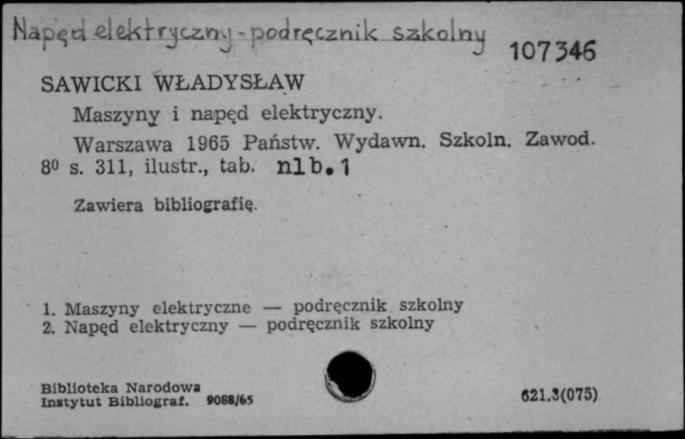 Napęd elektryczny - podręcznik szkolny
107346
SAWICKI WŁADYSŁAW
Maszyny i napęd elektryczny.
Warszawa 1965 Państw. Wydawn. Szkoln. Zawod.
8⁰ s. 311, ilustr., tab. nlb.1
Zawiera bibliografię.
1. Maszyny elektryczne — podręcznik szkolny
2. Napęd elektryczny — podręcznik szkolny
Biblioteka Narodowa
Instytut Bibliograf. 9088/65
621.3(075)